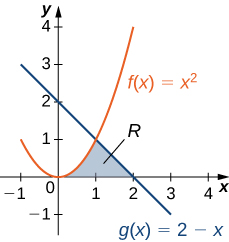 y
4
3
2
1
0
−1
−1
1
2
3
4
x
f(x) = x²
R
g(x) = 2 − x